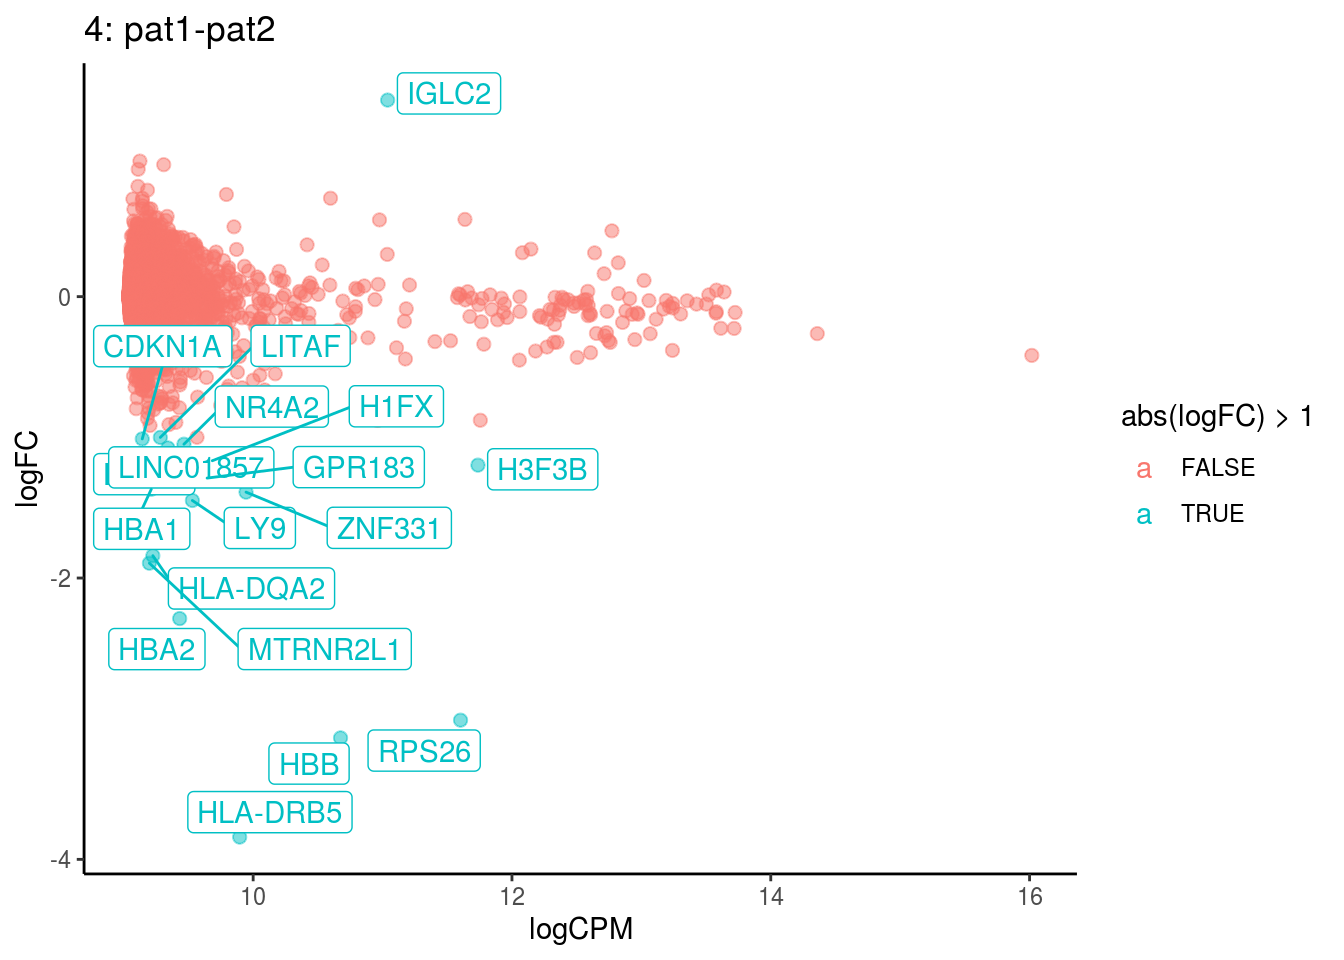 4: pat1-pat2
IGLC2
0
CDKN1A
LITAF
NR4A2
H1FX
LINC01857
GPR183
H3F3B
HBA1
LY9
ZNF331
-2
HLA-DQA2
HBA2
MTRNR2L1
RPS26
HBB
HLA-DRB5
-4
10
12
14
16
logCPM
logFC
abs(logFC) > 1
a FALSE
a TRUE